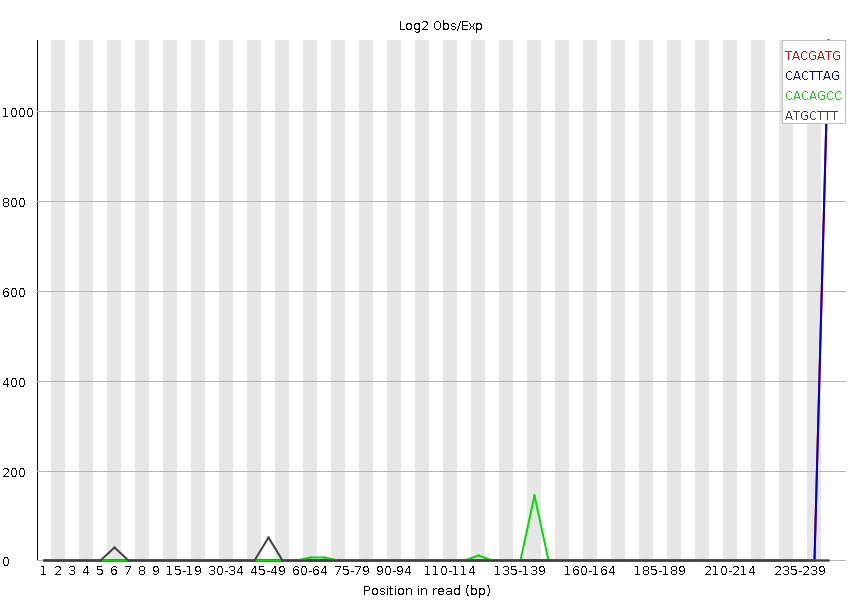 Log2 Obs/Exp
TACGATG
CACTTAG
CACAGCC
ATGCTTT
1000
800
600
400
200
0
1 2 3 4 5 6 7 8 9 15-19 30-34 45-49 60-64 75-79 90-94 110-114 135-139 160-164 185-189 210-214 235-239
Position in read (bp)